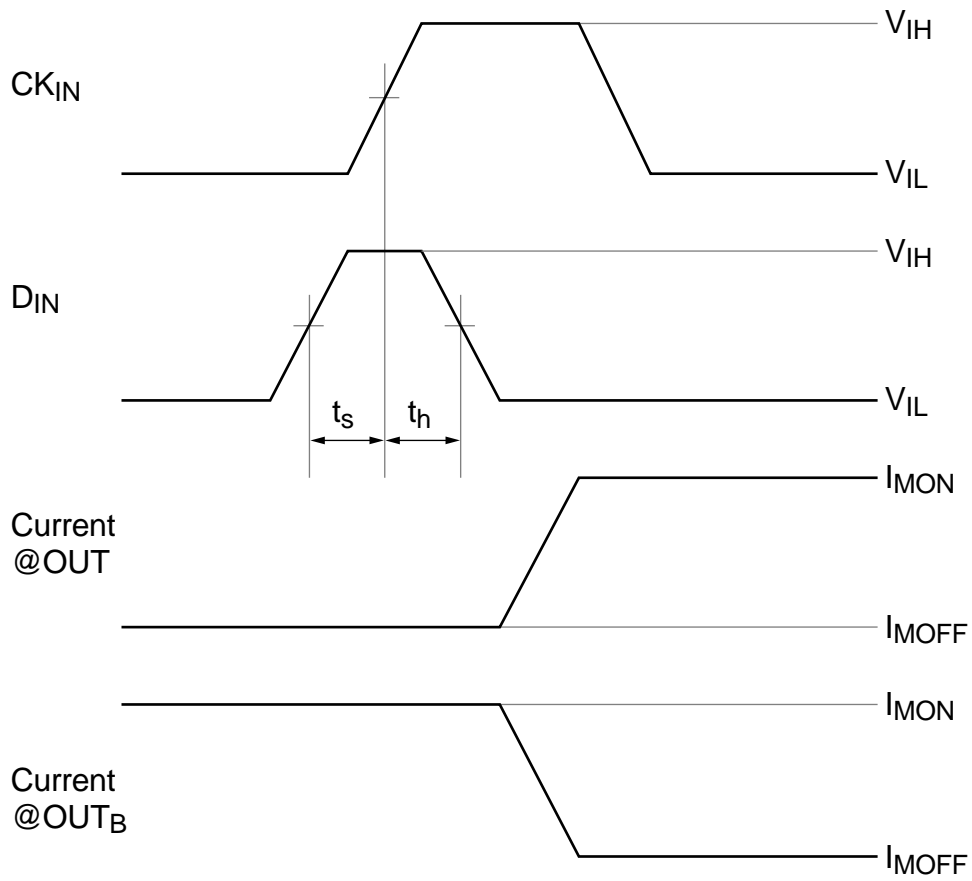 V_IH
CK_IN
V_IL
V_IH
D_IN
V_IL
t_s
t_h
I_MON
Current
@OUT
I_MOFF
I_MON
Current
@OUT_B
I_MOFF